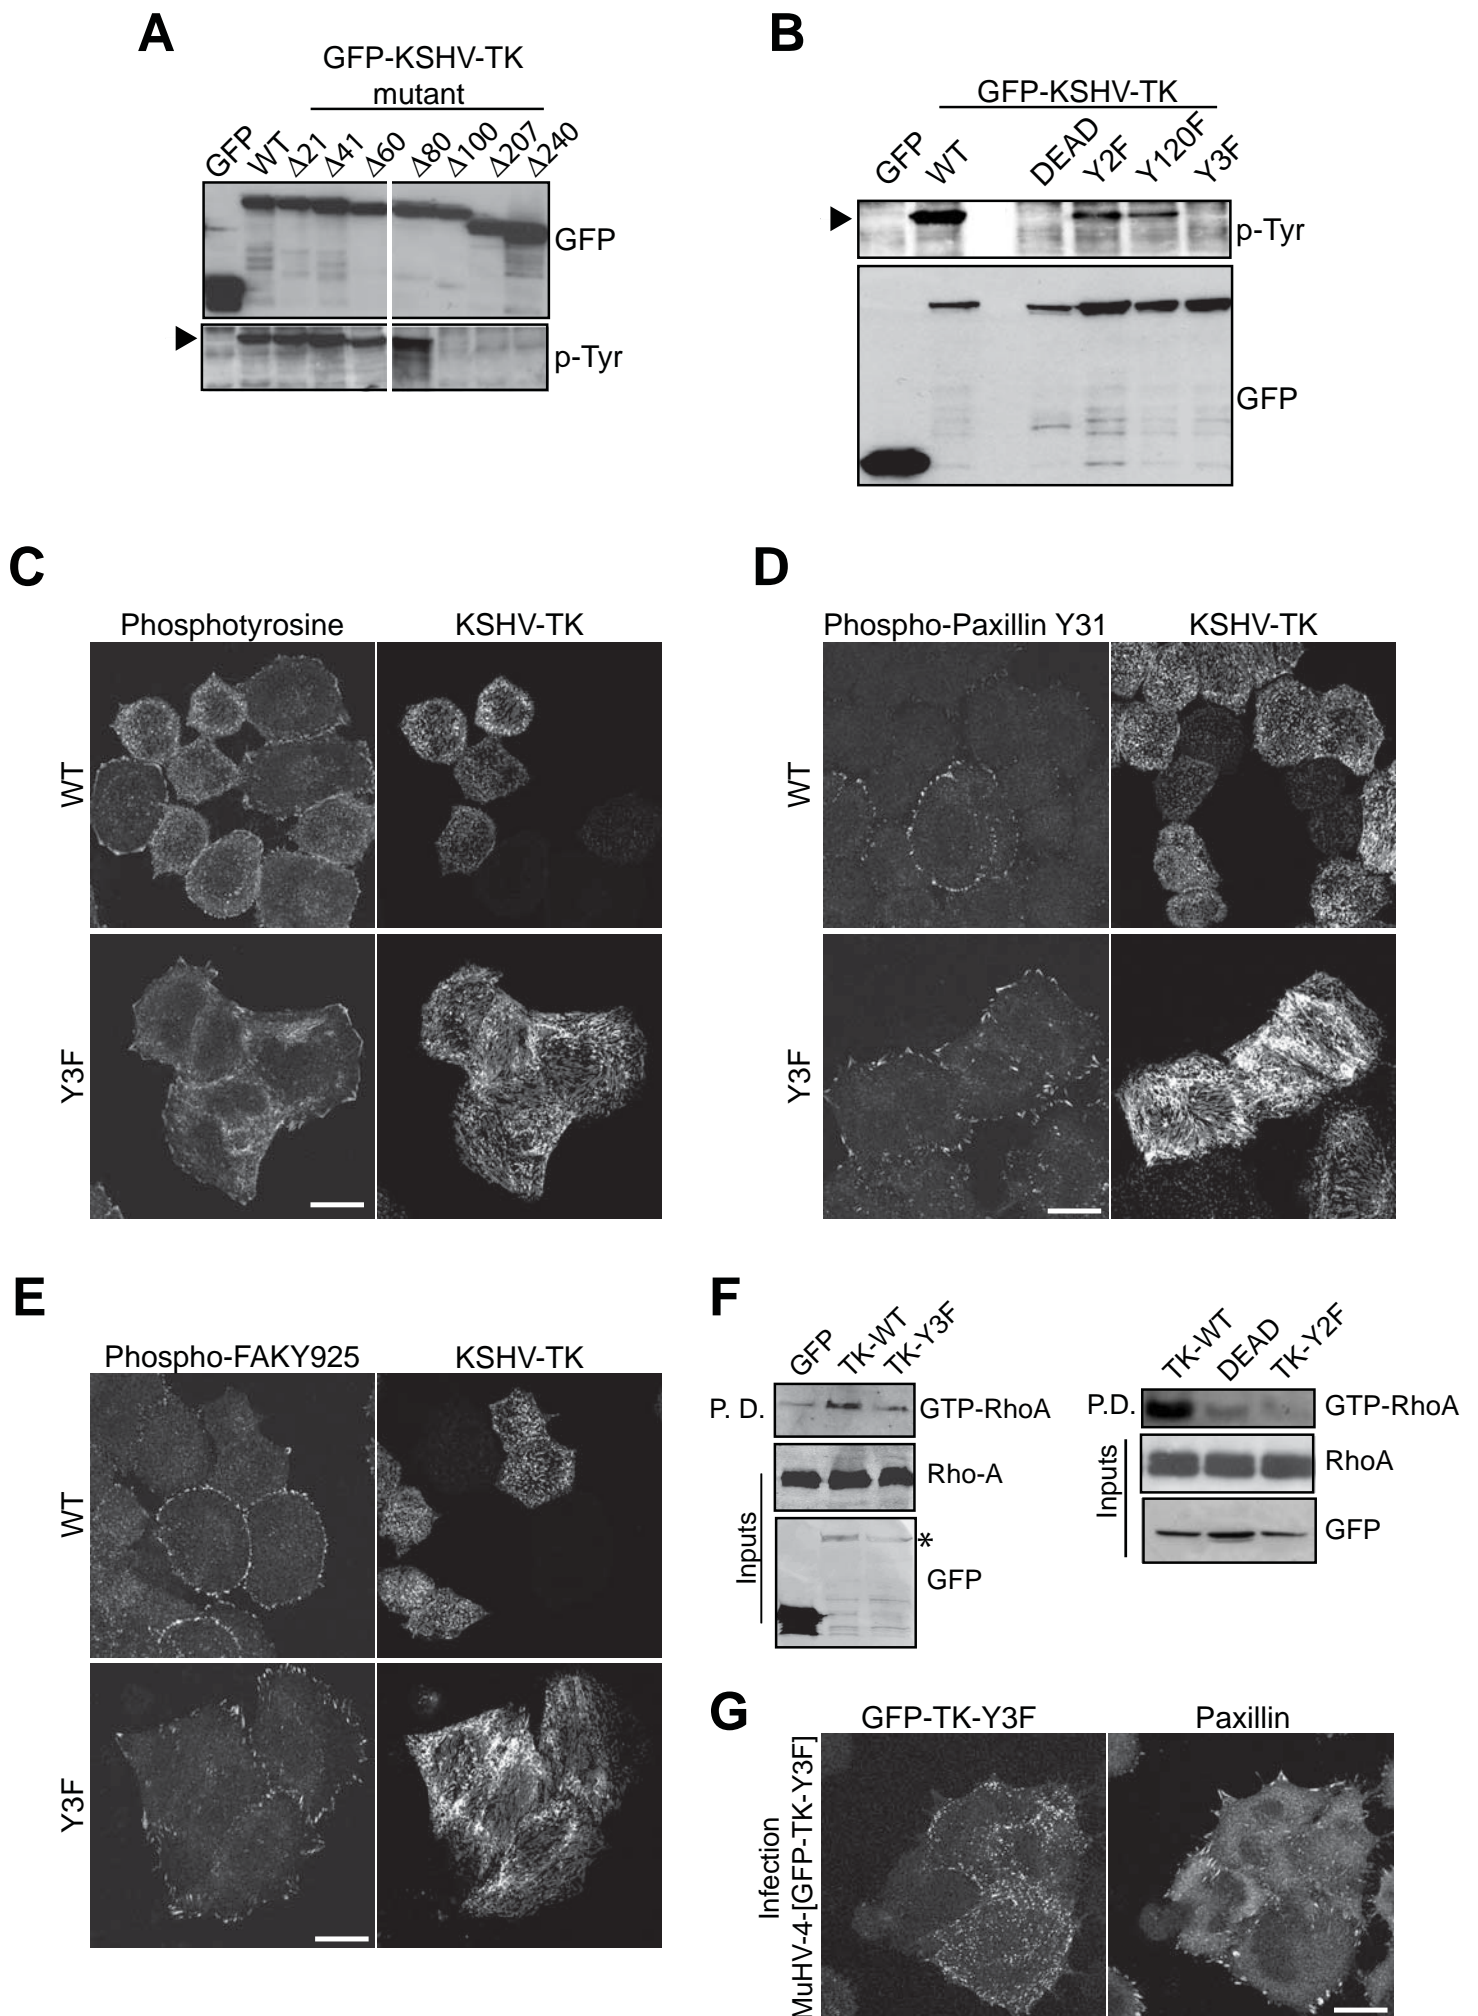 A
GFP-KSHV-TK
mutant
GFP
WT
Δ21
Δ41
Δ60
Δ80
Δ100
Δ207
Δ240
GFP
p-Tyr
B
GFP-KSHV-TK
GFP
WT
DEAD
Y2F
Y120F
Y3F
p-Tyr
GFP
C
Phosphotyrosine
KSHV-TK
WT
Y3F
D
Phospho-Paxillin Y31
KSHV-TK
WT
Y3F
E
Phospho-FAKY925
KSHV-TK
WT
Y3F
F
GFP
TK-WT
TK-Y3F
P. D.
GTP-RhoA
Rho-A
Inputs
*
GFP
TK-WT
DEAD
TK-Y2F
P.D.
GTP-RhoA
Inputs
RhoA
GFP
G
GFP-TK-Y3F
Paxillin
Infection
MuHV-4-[GFP-TK-Y3F]